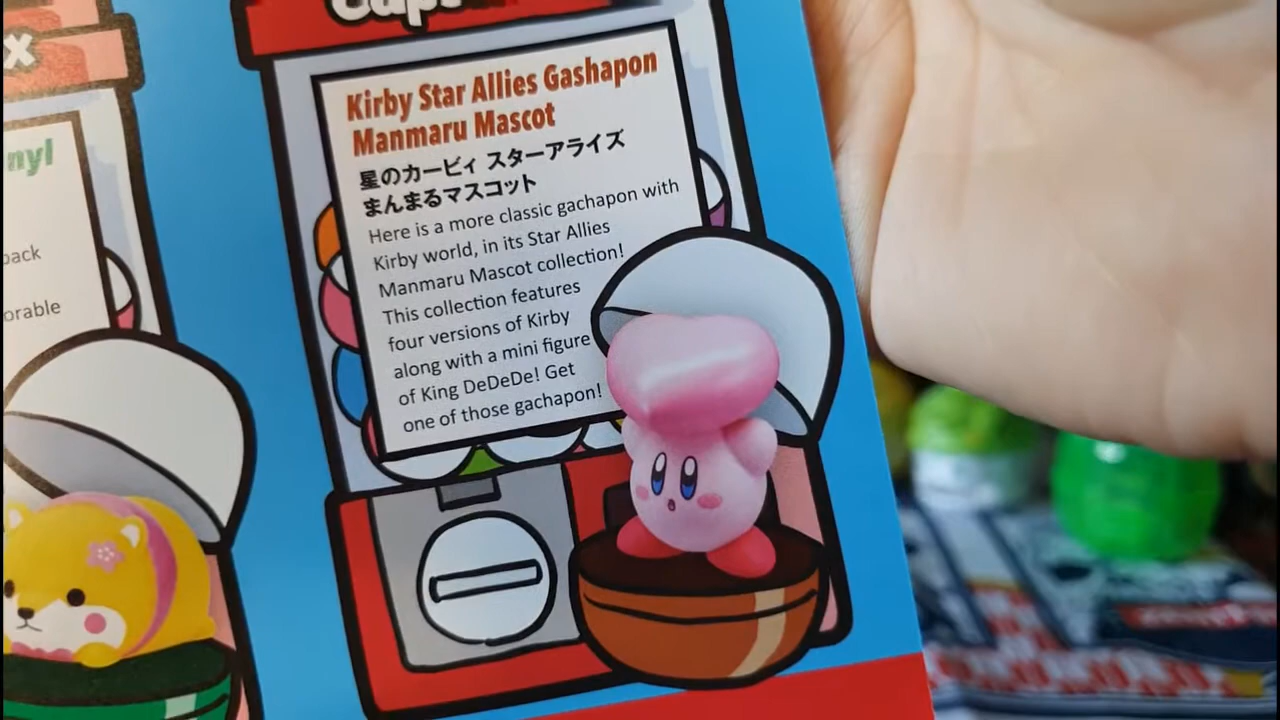 Kirby Star Allies Gashapon
Manmaru Mascot
星のカービィ スターアライズ
まんまるマスコット
Here is a more classic gachapon with
Kirby world, in its Star Allies
Manmaru Mascot collection!
This collection features
four versions of Kirby
along with a mini figure
of King DeDeDe! Get
one of those gachapon!
x
nyl
back
orable